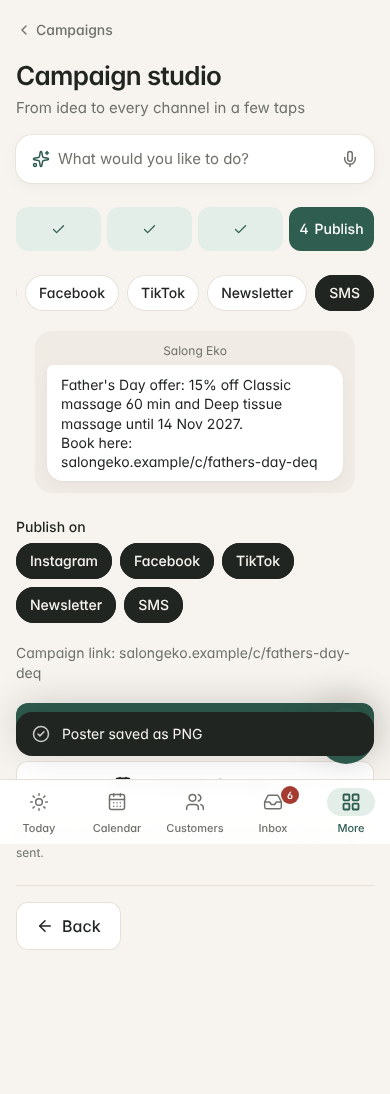 Campaigns
Campaign studio
From idea to every channel in a few taps
What would you like to do?
4 Publish
Facebook
TikTok
Newsletter
SMS
Salong Eko
Father's Day offer: 15% off Classic
massage 60 min and Deep tissue
massage until 14 Nov 2027.
Book here:
salongeko.example/c/fathers-day-deq
Publish on
Instagram
Facebook
TikTok
Newsletter
SMS
Campaign link: salongeko.example/c/fathers-day-
deq
Poster saved as PNG
6
Today
Calendar
Customers
Inbox
More
sent.
Back